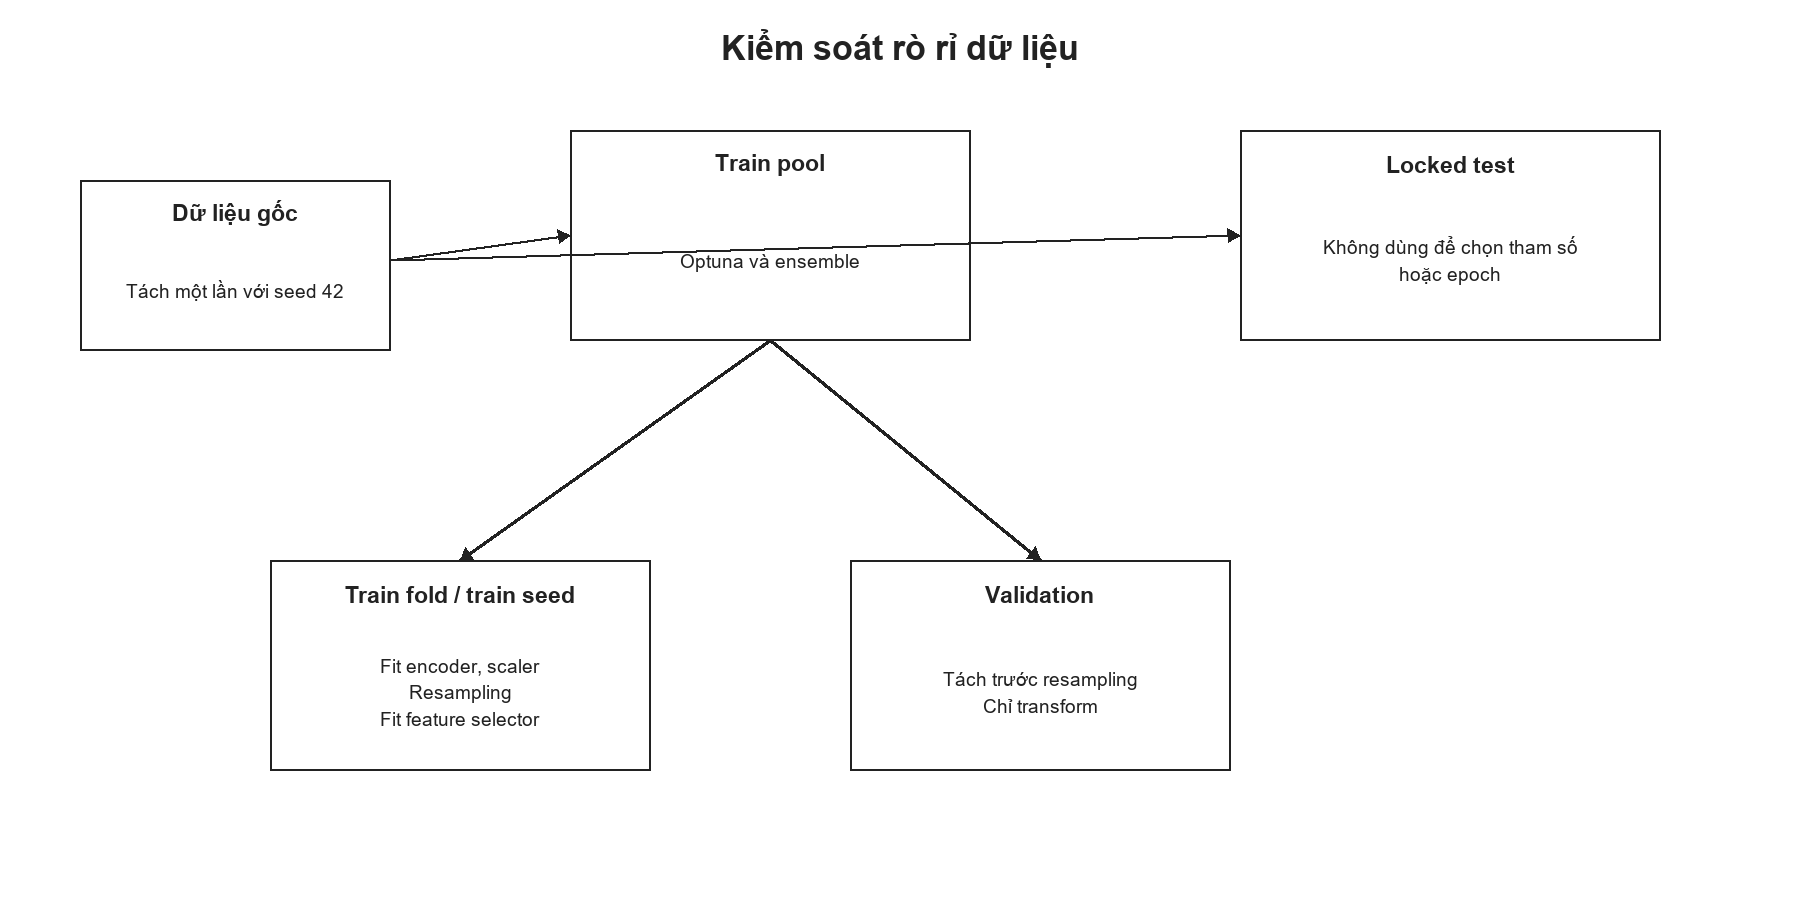 Kiểm soát rò rỉ dữ liệu
Dữ liệu gốc
Tách một lần với seed 42
Train pool
Optuna và ensemble
Locked test
Không dùng để chọn tham số
hoặc epoch
Train fold / train seed
Fit encoder, scaler
Resampling
Fit feature selector
Validation
Tách trước resampling
Chỉ transform